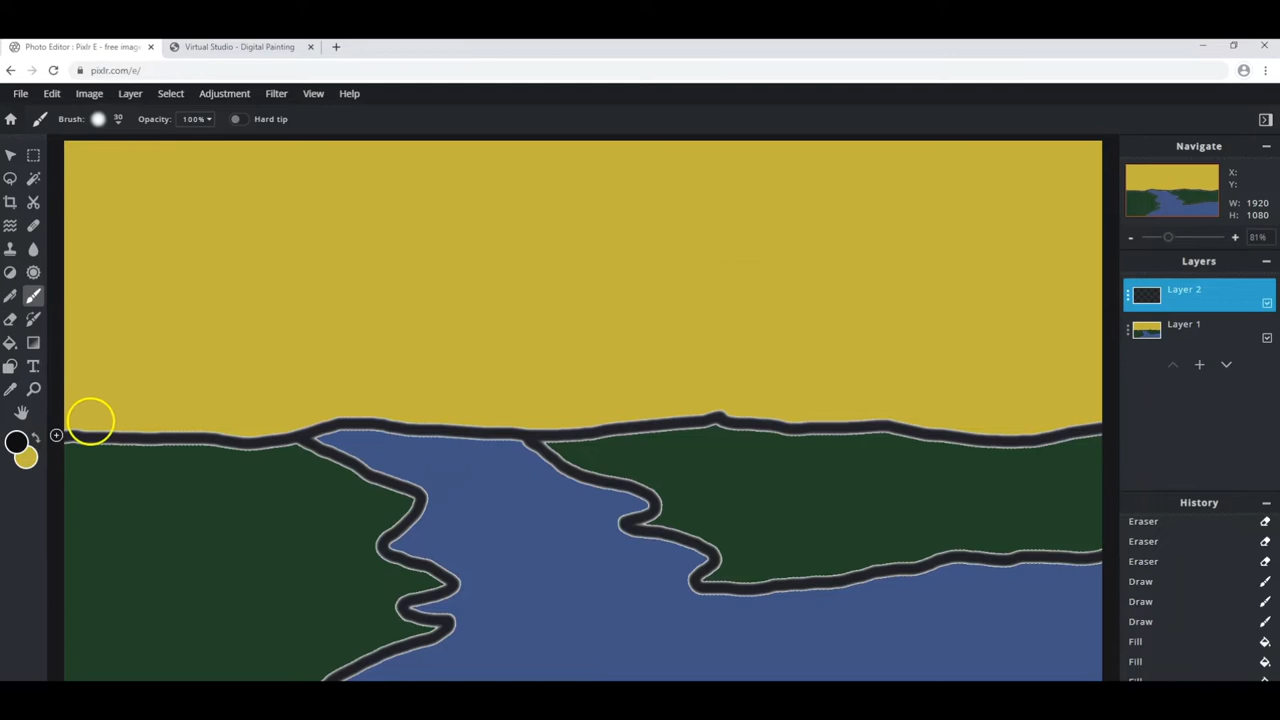 Photo Editor : Pixlr E - free imag
Virtual Studio - Digital Painting
pixlr.com/e/
File Edit Image Layer Select Adjustment Filter View Help
Brush: 30 Opacity: 100% Hard tip
Navigate
X:
Y:
W: 1920
H: 1080
81%
Layers
Layer 2
Layer 1
History
Eraser
Eraser
Eraser
Draw
Draw
Draw
Fill
Fill